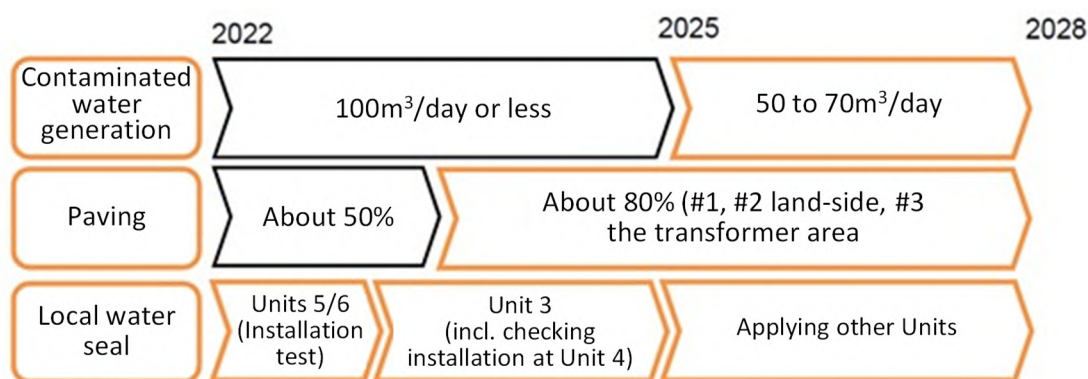 2022
2025
2028
Contaminated
water
generation
100m³/day or less
50 to 70m³/day
Paving
About 50%
About 80% (#1, #2 land-side, #3
the transformer area
Local water
seal
Units 5/6
(Installation
test)
Unit 3
(incl. checking
installation at Unit 4)
Applying other Units